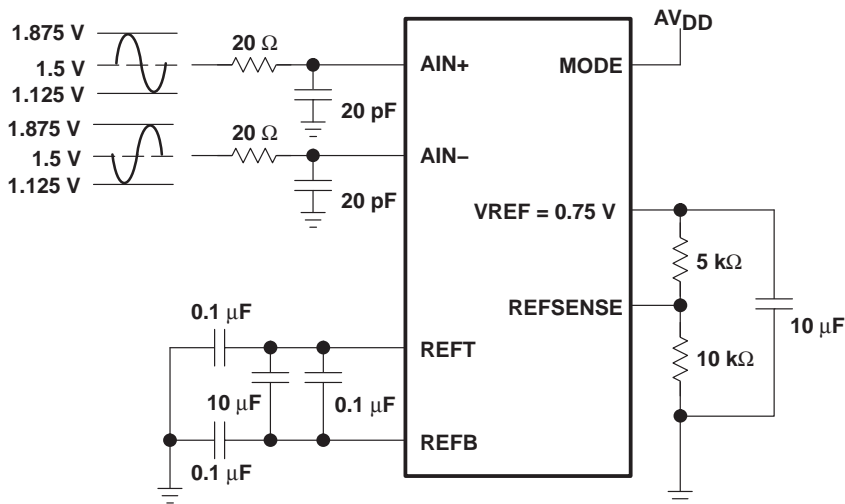 AVDD
1.875 V
1.5 V
1.125 V
20 Ω
20 pF
AIN+
MODE
1.875 V
1.5 V
1.125 V
20 Ω
20 pF
AIN−
VREF = 0.75 V
5 kΩ
REFSENSE
10 kΩ
10 μF
0.1 μF
REFT
10 μF
0.1 μF
REFB
0.1 μF